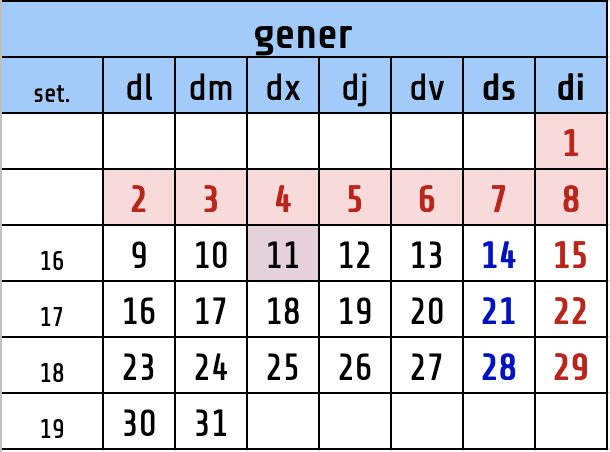 gener
set. dl dm dx dj dv ds di
1
2 3 4 5 6 7 8
16 9 10 11 12 13 14 15
17 16 17 18 19 20 21 22
18 23 24 25 26 27 28 29
19 30 31